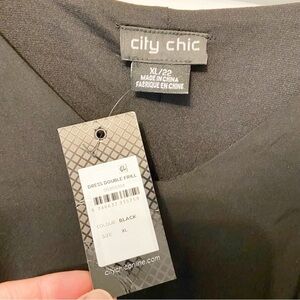 city chic
XL/22
MADE IN CHINA
FABRIQUE EN CHINE
DRESS DOUBLE FRILL
COLOUR: BLACK
SIZE: XL
citychiconline.com